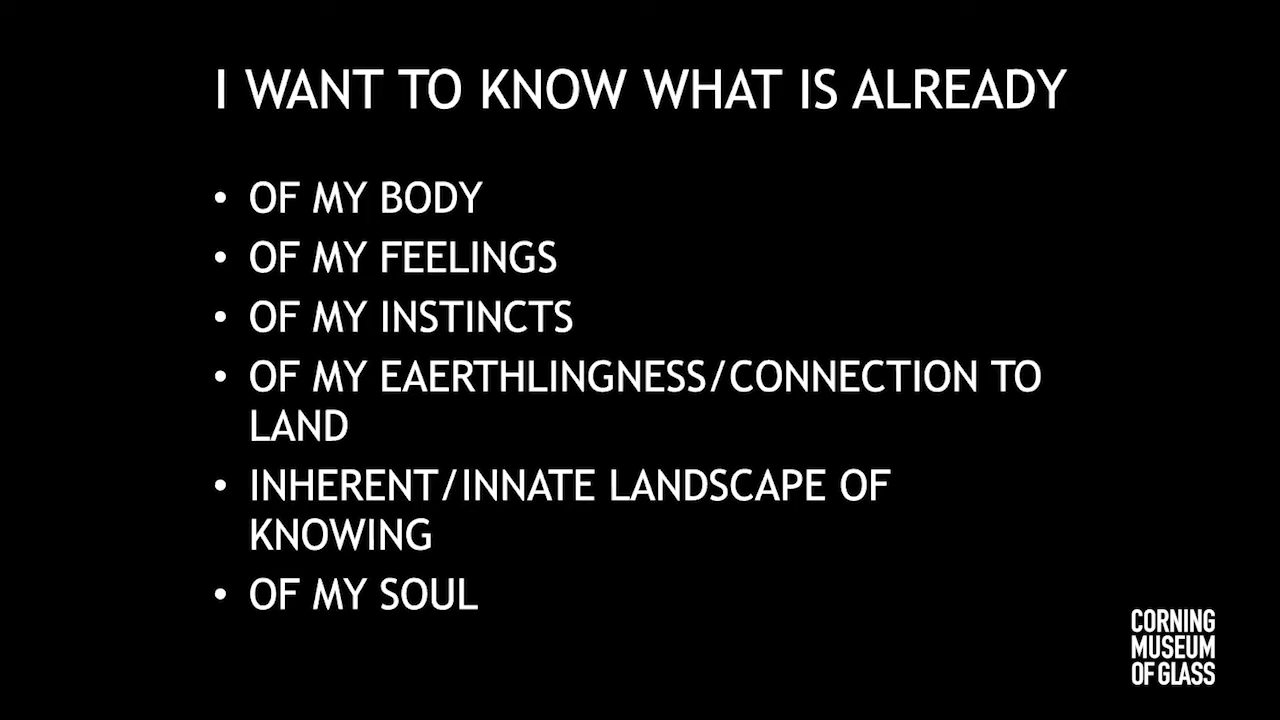 I WANT TO KNOW WHAT IS ALREADY
• OF MY BODY
• OF MY FEELINGS
• OF MY INSTINCTS
• OF MY EAERTHLINGNESS/CONNECTION TO
LAND
• INHERENT/INNATE LANDSCAPE OF
KNOWING
• OF MY SOUL
CORNING
MUSEUM
OF GLASS